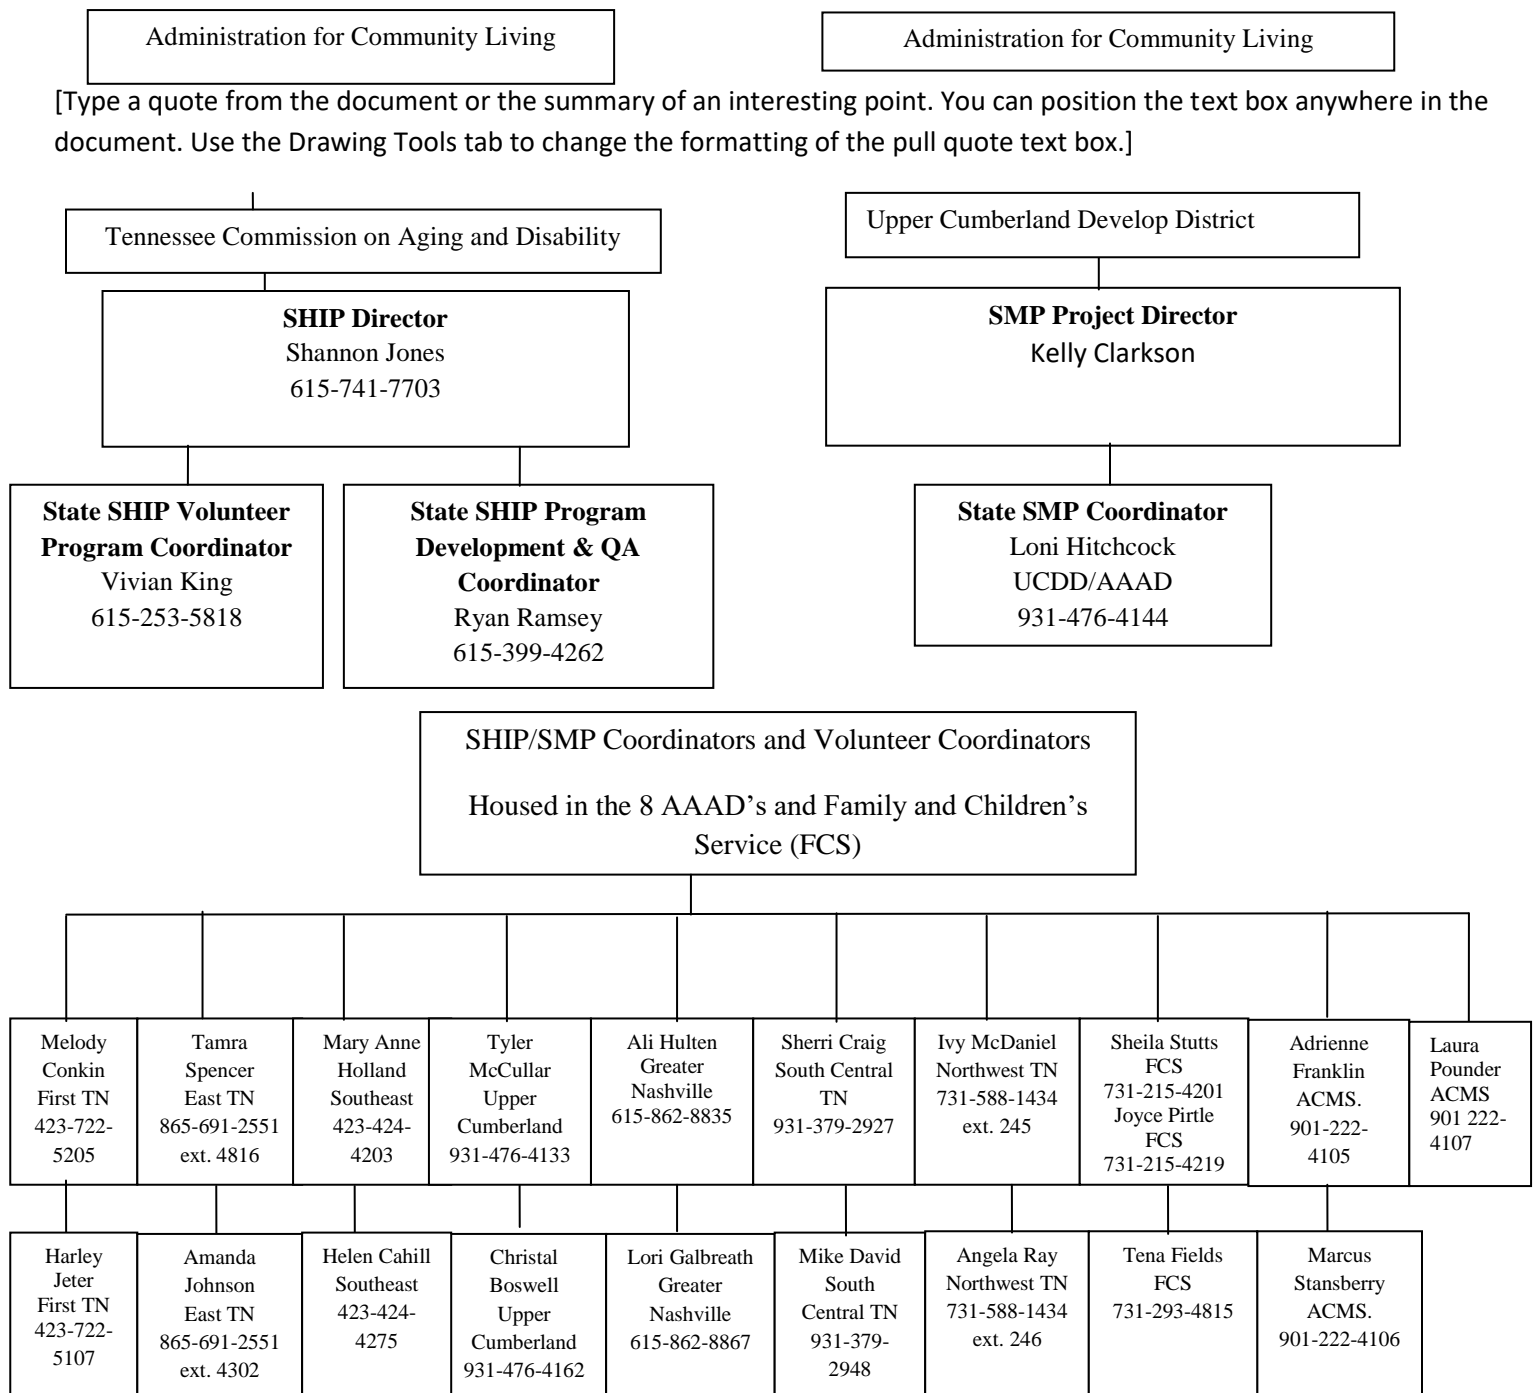 Administration for Community Living
Administration for Community Living
[Type a quote from the document or the summary of an interesting point. You can position the text box anywhere in the
document. Use the Drawing Tools tab to change the formatting of the pull quote text box.]
Tennessee Commission on Aging and Disability
Upper Cumberland Develop District
SHIP Director
Shannon Jones
615-741-7703
SMP Project Director
Kelly Clarkson
State SHIP Volunteer
Program Coordinator
Vivian King
615-253-5818
State SHIP Program
Development & QA
Coordinator
Ryan Ramsey
615-399-4262
State SMP Coordinator
Loni Hitchcock
UCDD/AAAD
931-476-4144
SHIP/SMP Coordinators and Volunteer Coordinators
Housed in the 8 AAAD’s and Family and Children’s
Service (FCS)
Melody
Conkin
First TN
423-722-
5205
Tamra
Spencer
East TN
865-691-2551
ext. 4816
Mary Anne
Holland
Southeast
423-424-
4203
Tyler
McCullar
Upper
Cumberland
931-476-4133
Ali Hulten
Greater
Nashville
615-862-8835
Sherri Craig
South Central
TN
931-379-2927
Ivy McDaniel
Northwest TN
731-588-1434
ext. 245
Sheila Stutts
FCS
731-215-4201
Joyce Pirtle
FCS
731-215-4219
Adrienne
Franklin
ACMS.
901-222-
4105
Laura
Pounder
ACMS
901 222-
4107
Harley
Jeter
First TN
423-722-
5107
Amanda
Johnson
East TN
865-691-2551
ext. 4302
Helen Cahill
Southeast
423-424-
4275
Christal
Boswell
Upper
Cumberland
931-476-4162
Lori Galbreath
Greater
Nashville
615-862-8867
Mike David
South
Central TN
931-379-
2948
Angela Ray
Northwest TN
731-588-1434
ext. 246
Tena Fields
FCS
731-293-4815
Marcus
Stansberry
ACMS.
901-222-4106